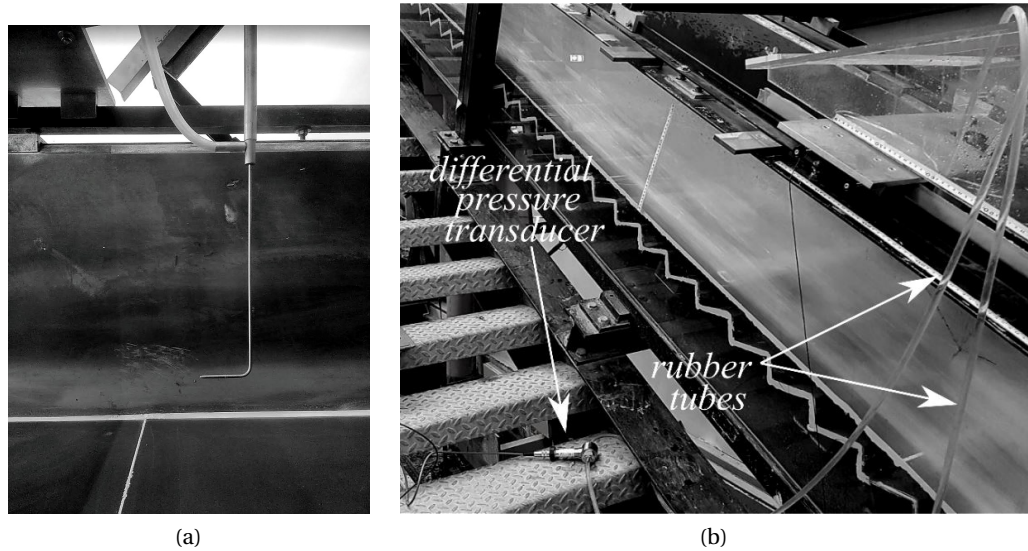 differential
pressure
transducer
rubber
tubes
(a)
(b)